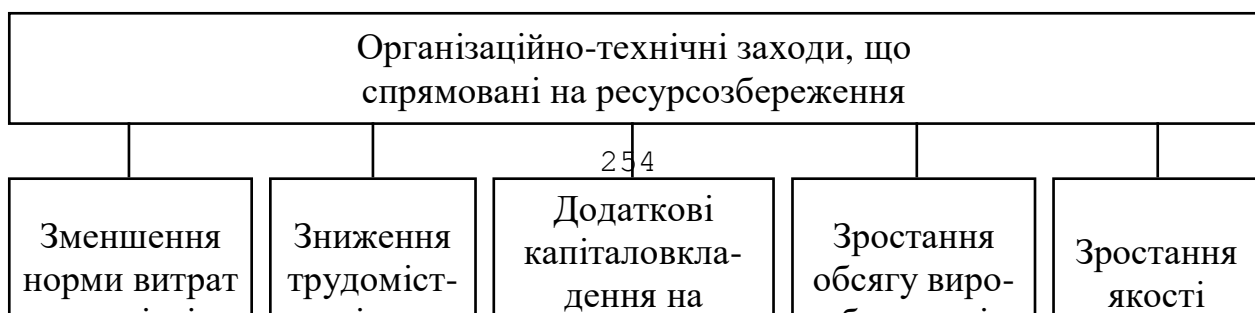 Організаційно-технічні заходи, що
спрямовані на ресурсозбереження
254
Зменшення
норми витрат
Зниження
трудоміст-
Додаткові
капіталовкла-
дення на
Зростання
обсягу виро-
Зростання
якості